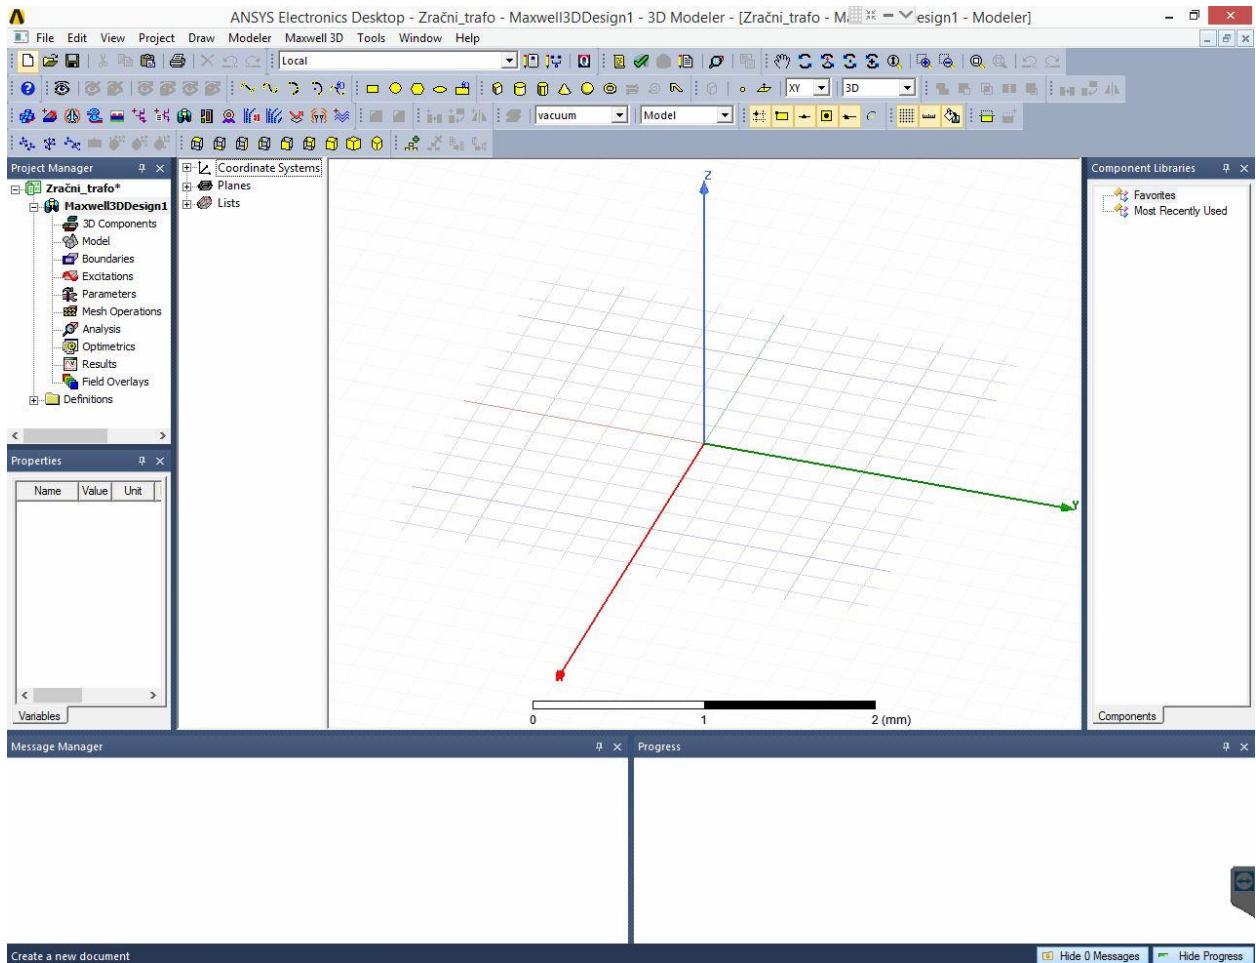 ANSYS Electronics Desktop - Zračni_trafo - Maxwell3DDesign1 - 3D Modeler - [Zračni_trafo - M esign1 - Modeler]
File Edit View Project Draw Modeler Maxwell 3D Tools Window Help
Local
XY 3D
vacuum Model
Project Manager
Zračni_trafo*
Maxwell3DDesign1
3D Components
Model
Boundaries
Excitations
Parameters
Mesh Operations
Analysis
Optimetrics
Results
Field Overlays
Definitions
Properties
Name Value Unit
Variables
Coordinate Systems
Planes
Lists
Z
Y
0 1 2 (mm)
Component Libraries
Favorites
Most Recently Used
Components
Message Manager
Progress
Create a new document
Hide 0 Messages Hide Progress